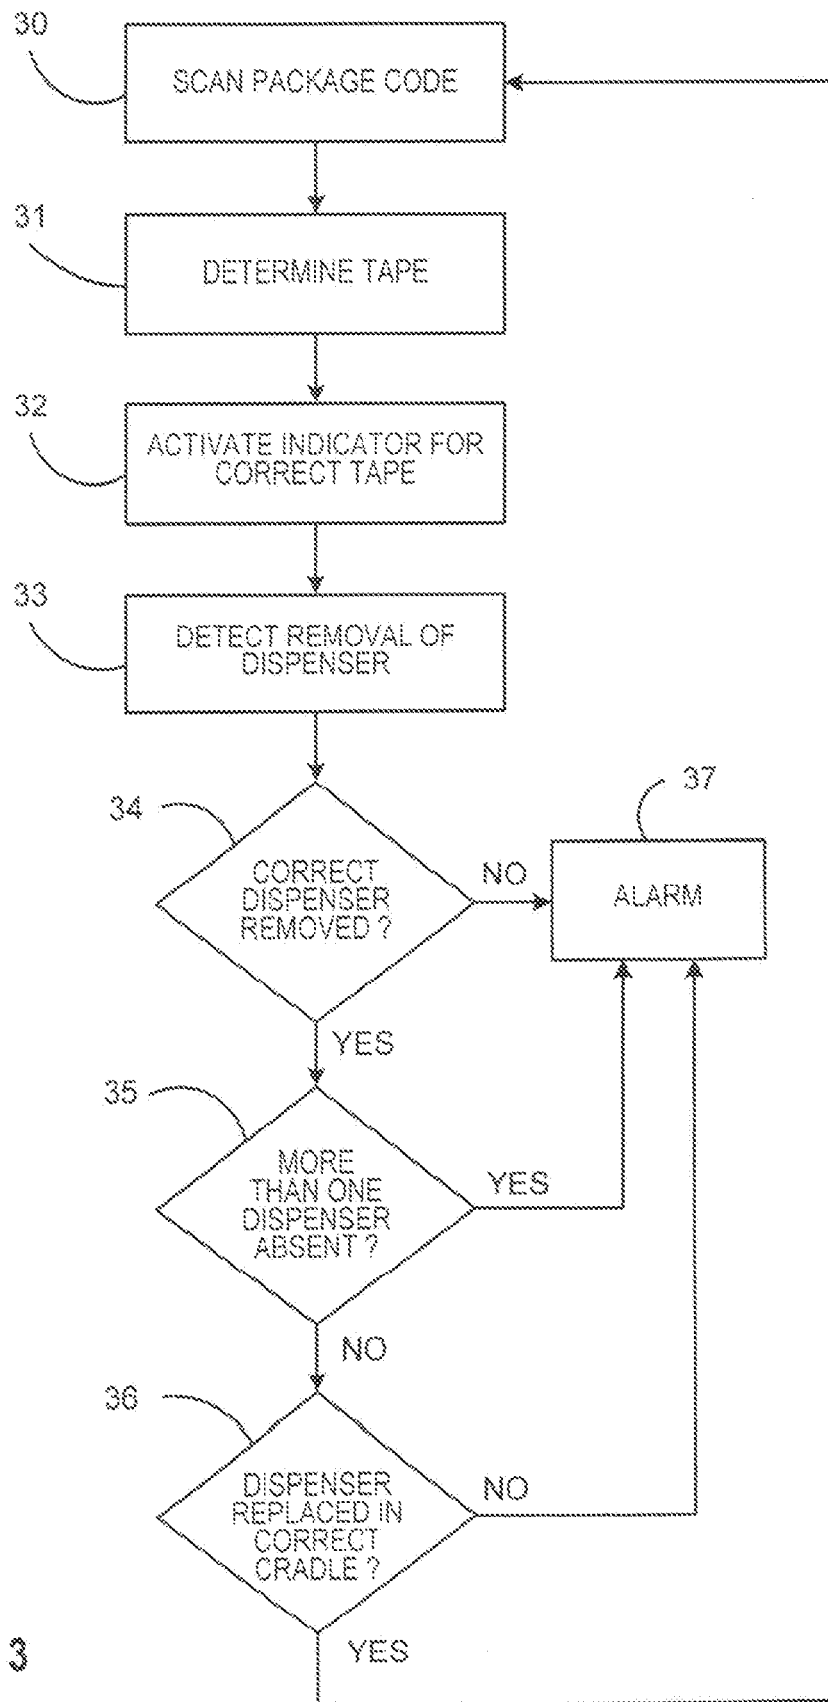 30
SCAN PACKAGE CODE
31
DETERMINE TAPE
32
ACTIVATE INDICATOR FOR
CORRECT TAPE
33
DETECT REMOVAL OF
DISPENSER
34
CORRECT
DISPENSER
REMOVED ?
NO
37
ALARM
YES
35
MORE
THAN ONE
DISPENSER
ABSENT ?
YES
NO
36
DISPENSER
REPLACED IN
CORRECT
CRADLE ?
NO
YES
3